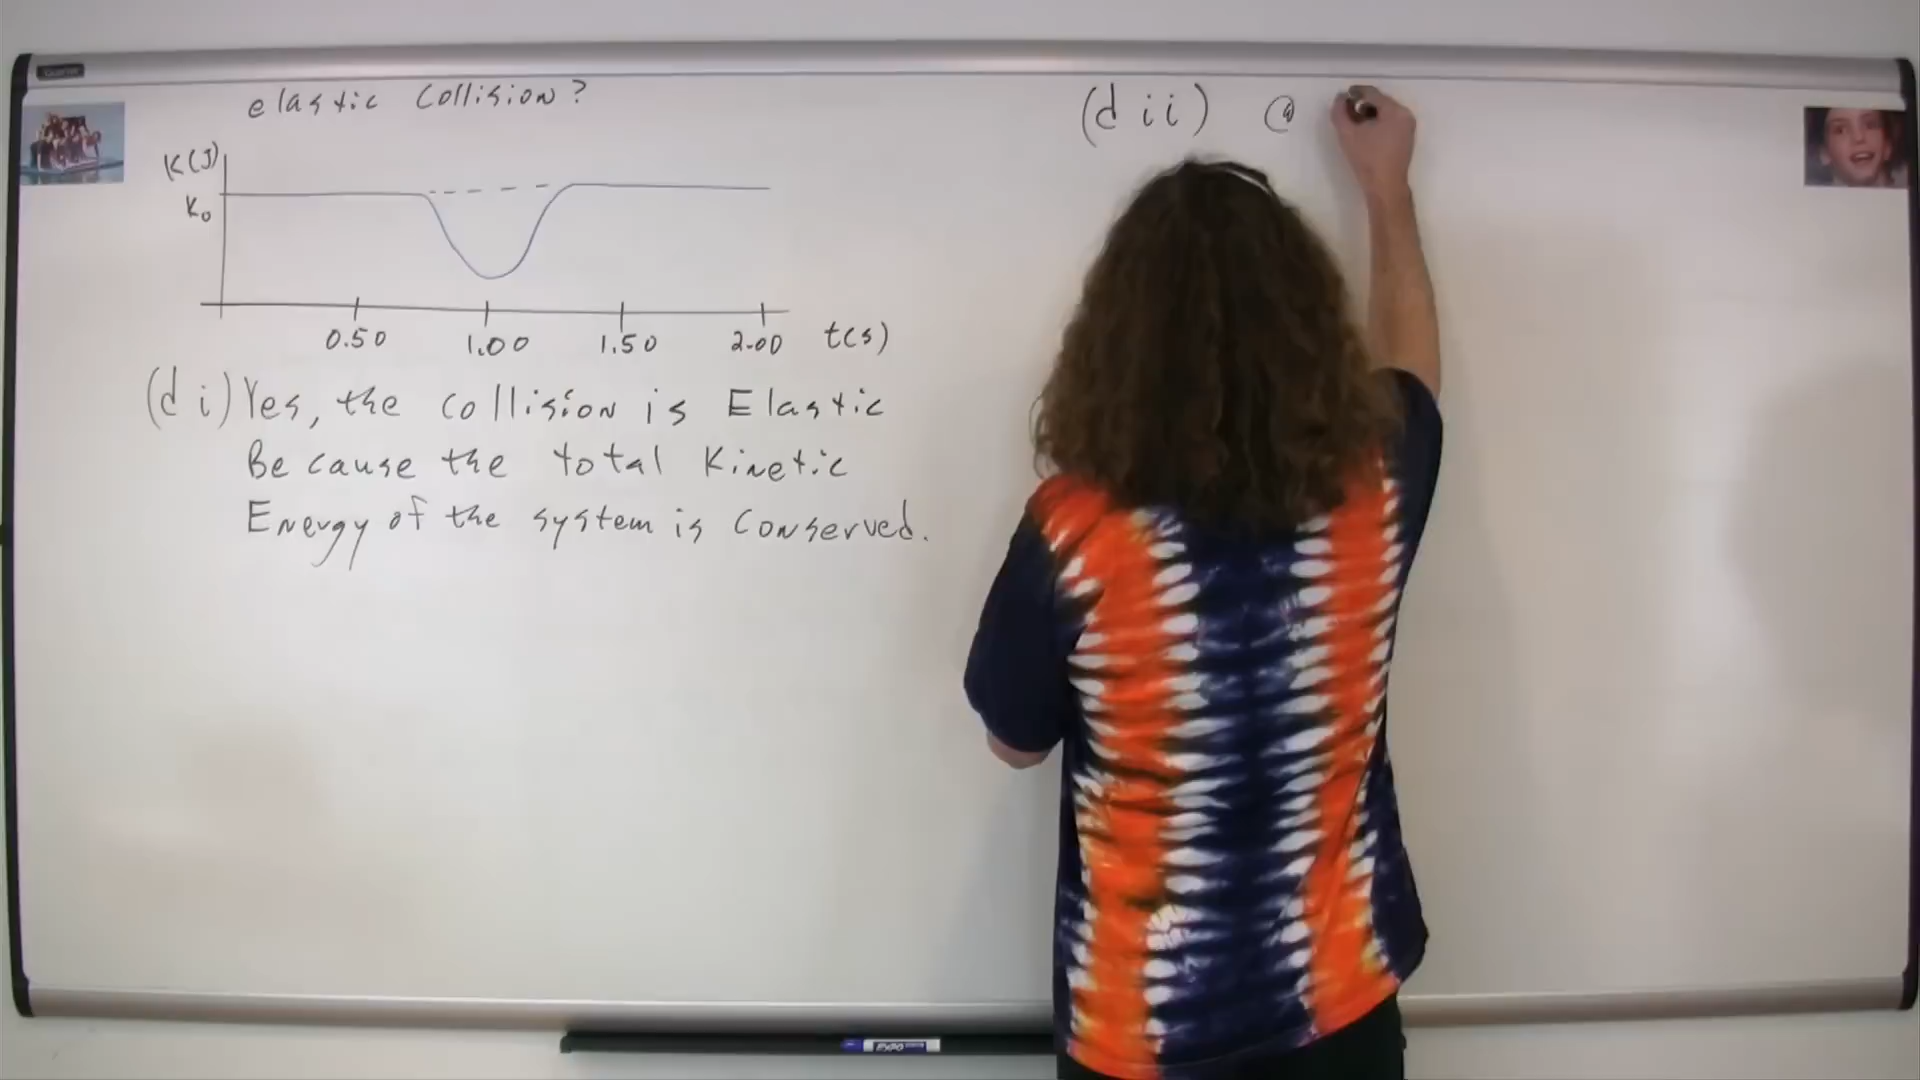 elastic Collision?
K(J)
K₀
0.50 1.00 1.50 2.00 t(s)
(d i) Yes, the collision is Elastic
Because the total Kinetic
Energy of the system is conserved.
(d ii) @
EXPO